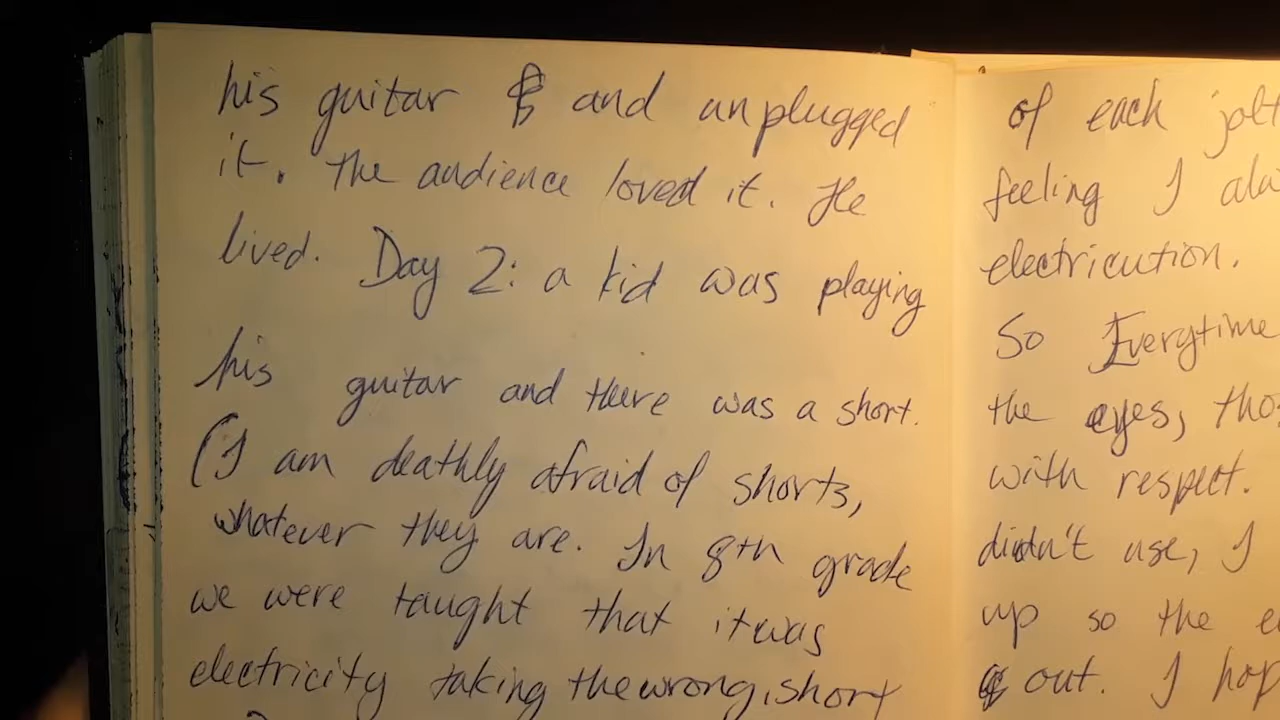 his guitar and unplugged
it. The audience loved it. He
lived. Day 2: a kid was playing
his guitar and there was a short.
(I am deathly afraid of shorts,
whatever they are. In 8th grade
we were taught that it was
electricity taking the wrong, short
of each jolt
feeling I
electricution.
So Everytime
the eyes,
with respect.
didn't use, I
up so the
out. I